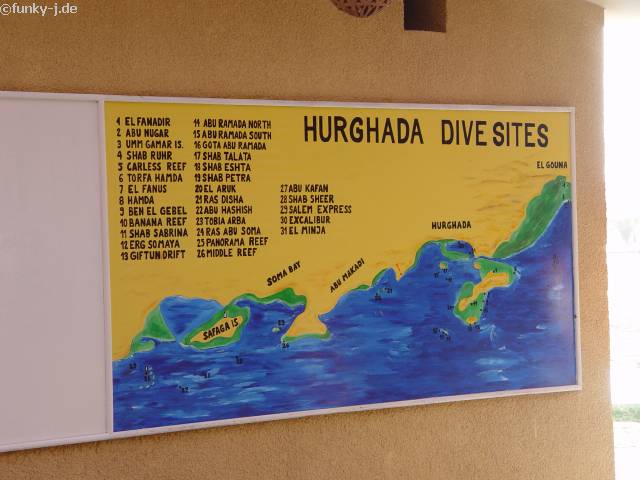 ©funky-j.de
HURGHADA DIVE SITES
1 EL FANADIR
2 ABU NUGAR
3 UMM GAMAR IS.
4 SHAB RUHR
5 CARLESS REEF
6 TORFA HAMDA
7 EL FANUS
8 HAMDA
9 BEN EL GEBEL
10 BANANA REEF
11 SHAB SABRINA
12 ERG SOMAYA
13 GIFTUN DRIFT
14 ABU RAMADA NORTH
15 ABU RAMADA SOUTH
16 GOTA ABU RAMADA
17 SHAB TALATA
18 SHAB ESHTA
19 SHAB PETRA
20 EL ARUK
21 RAS DISHA
22 ABU HASHISH
23 TOBIA ARBA
24 RAS ABU SOMA
25 PANORAMA REEF
26 MIDDLE REEF
27 ABU KAFAN
28 SHAB SHEER
29 SALEM EXPRESS
30 EXCALIBUR
31 EL MINJA
EL GOUNA
HURGHADA
ABU MAKADI
SOMA BAY
SAFAGA IS